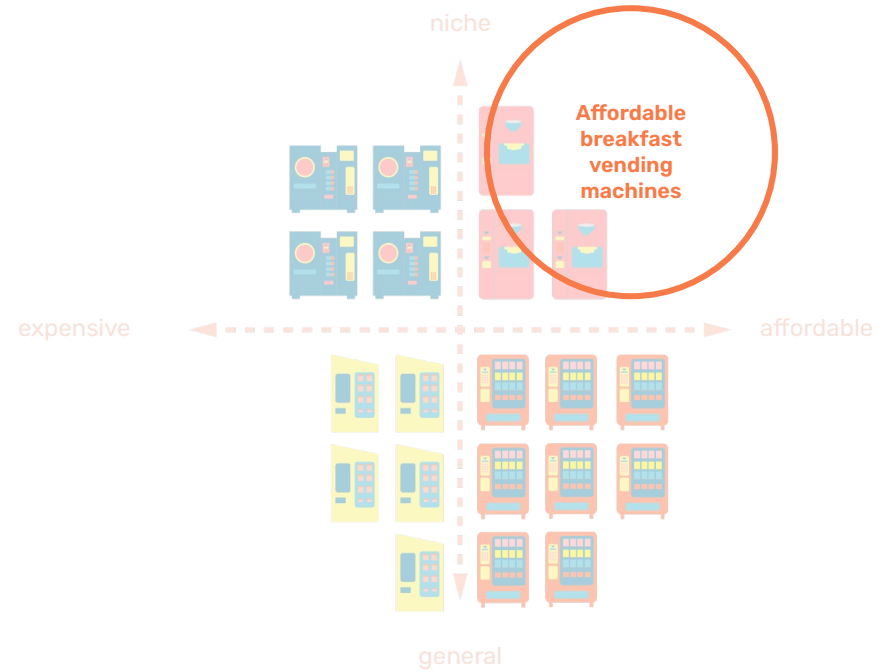 niche
Affordable
breakfast
vending
machines
expensive
affordable
general